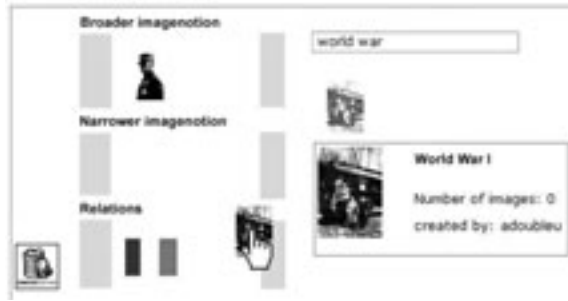 Broader imagenotion
world war
Narrower imagenotion
World War I
Number of images: 0
created by: adoubleu
Relations